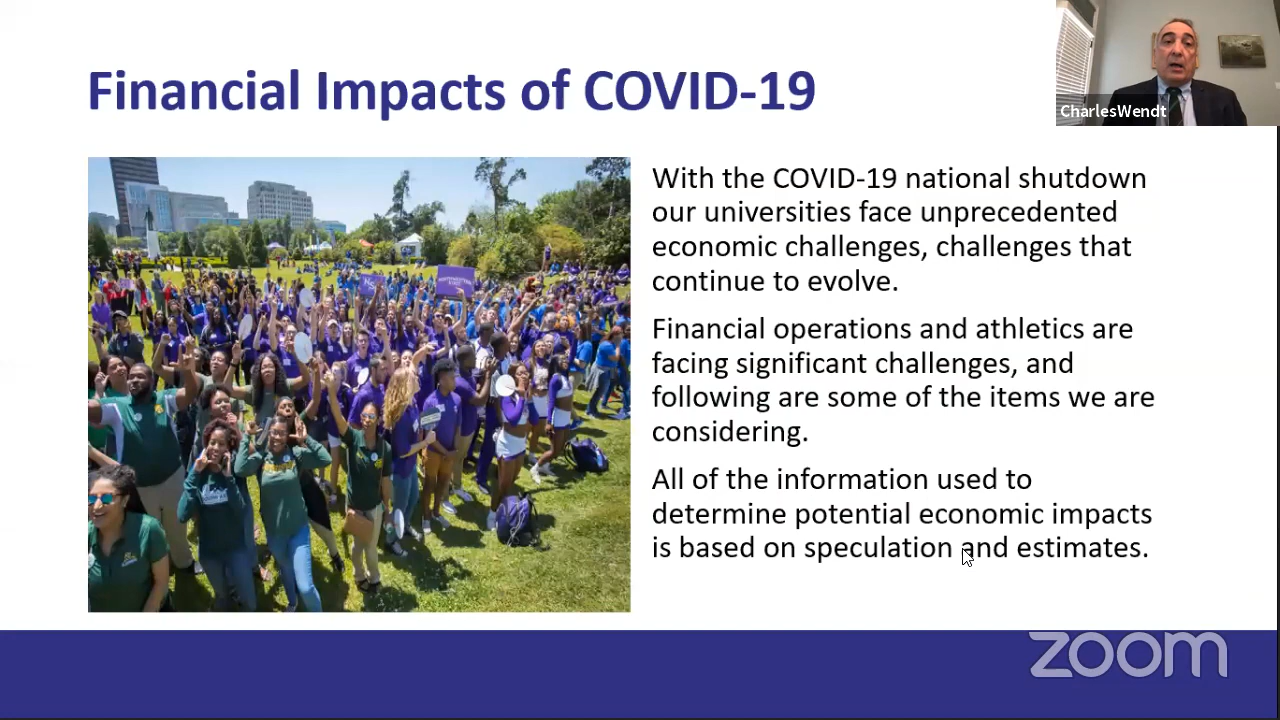 Financial Impacts of COVID-19
CharlesWendt
With the COVID-19 national shutdown
our universities face unprecedented
economic challenges, challenges that
continue to evolve.
Financial operations and athletics are
facing significant challenges, and
following are some of the items we are
considering.
All of the information used to
determine potential economic impacts
is based on speculation and estimates.
zoom